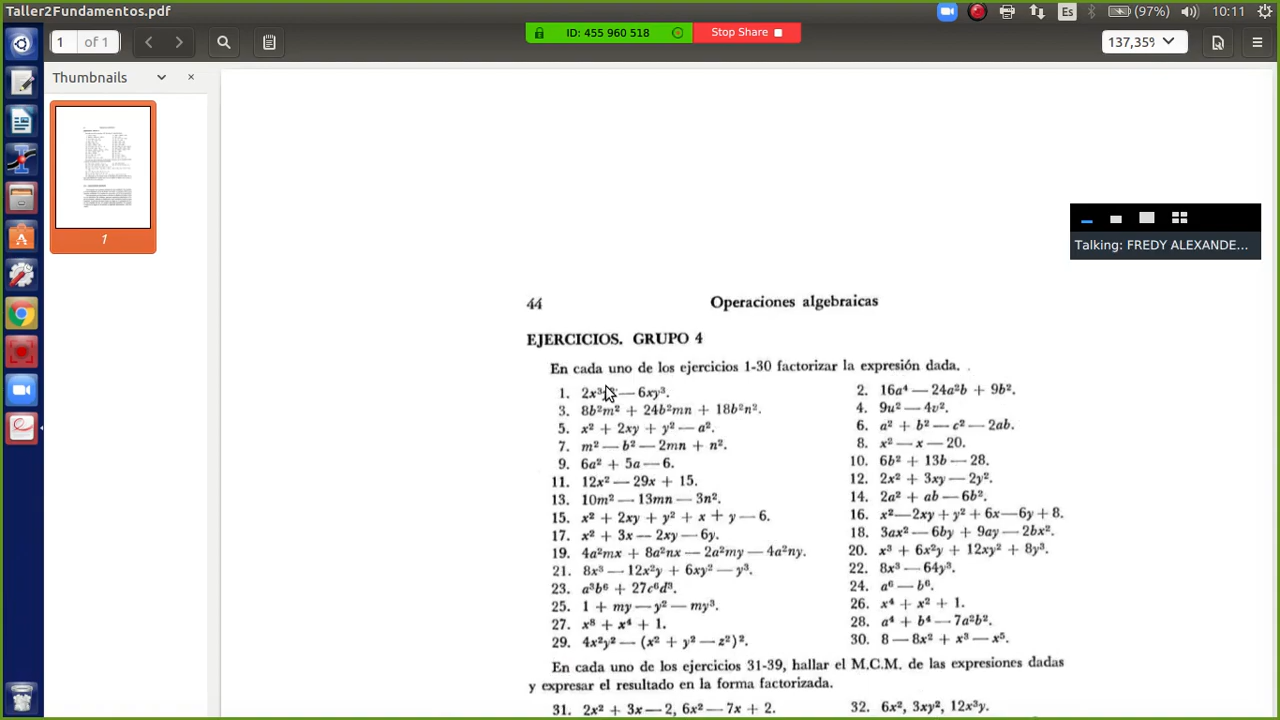 Taller2Fundamentos.pdf
Es
(97%)
10:11
1 of 1
ID: 455 960 518
Stop Share
137,35%
Thumbnails
1
Talking: FREDY ALEXANDE...
44 Operaciones algebraicas
EJERCICIOS. GRUPO 4
En cada uno de los ejercicios 1-30 factorizar la expresión dada.
1. 2x³ — 6xy³.
2. 16a⁴ — 24a²b + 9b².
3. 8b²m² + 24b²mn + 18b²n².
4. 9u² — 4v².
5. x² + 2xy + y² — a².
6. a² + b² — c² — 2ab.
7. m² — b² — 2mn + n².
8. x² — x — 20.
9. 6a² + 5a — 6.
10. 6b² + 13b — 28.
11. 12x² — 29x + 15.
12. 2x² + 3xy — 2y².
13. 10m² — 13mn — 3n².
14. 2a² + ab — 6b².
15. x² + 2xy + y² + x + y — 6.
16. x² — 2xy + y² + 6x — 6y + 8.
17. x² + 3x — 2xy — 6y.
18. 3ax² — 6by + 9ay — 2bx².
19. 4a²mx + 8a²nx — 2a²my — 4a²ny.
20. x³ + 6x²y + 12xy² + 8y³.
21. 8x³ — 12x²y + 6xy² — y³.
22. 8x³ — 64y³.
23. a³b⁶ + 27c⁶d³.
24. a⁶ — b⁶.
25. 1 + my — y² — my³.
26. x⁴ + x² + 1.
27. x⁸ + x⁴ + 1.
28. a⁴ + b⁴ — 7a²b².
29. 4x²y² — (x² + y² — z²)².
30. 8 — 8x² + x³ — x⁵.
En cada uno de los ejercicios 31-39, hallar el M.C.M. de las expresiones dadas
y expresar el resultado en la forma factorizada.
31. 2x² + 3x — 2, 6x² — 7x + 2.
32. 6x², 3xy², 12x³y.